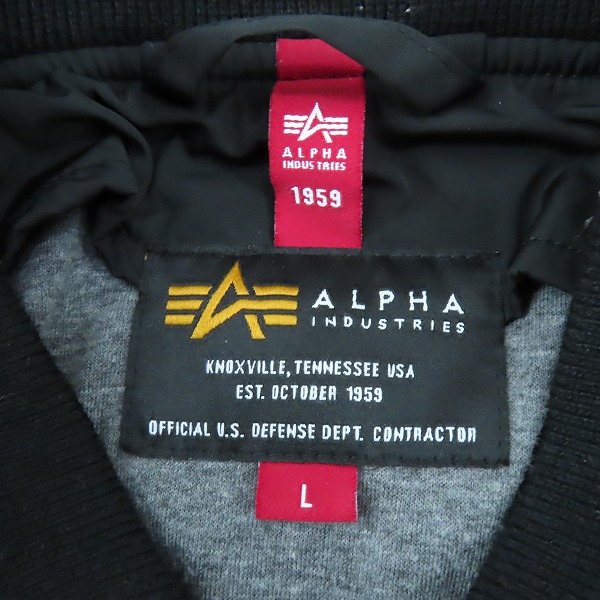 ALPHA
INDUSTRIES
1959
ALPHA
INDUSTRIES
KNOXVILLE, TENNESSEE USA
EST. OCTOBER 1959
OFFICIAL U.S. DEFENSE DEPT. CONTRACTOR
L